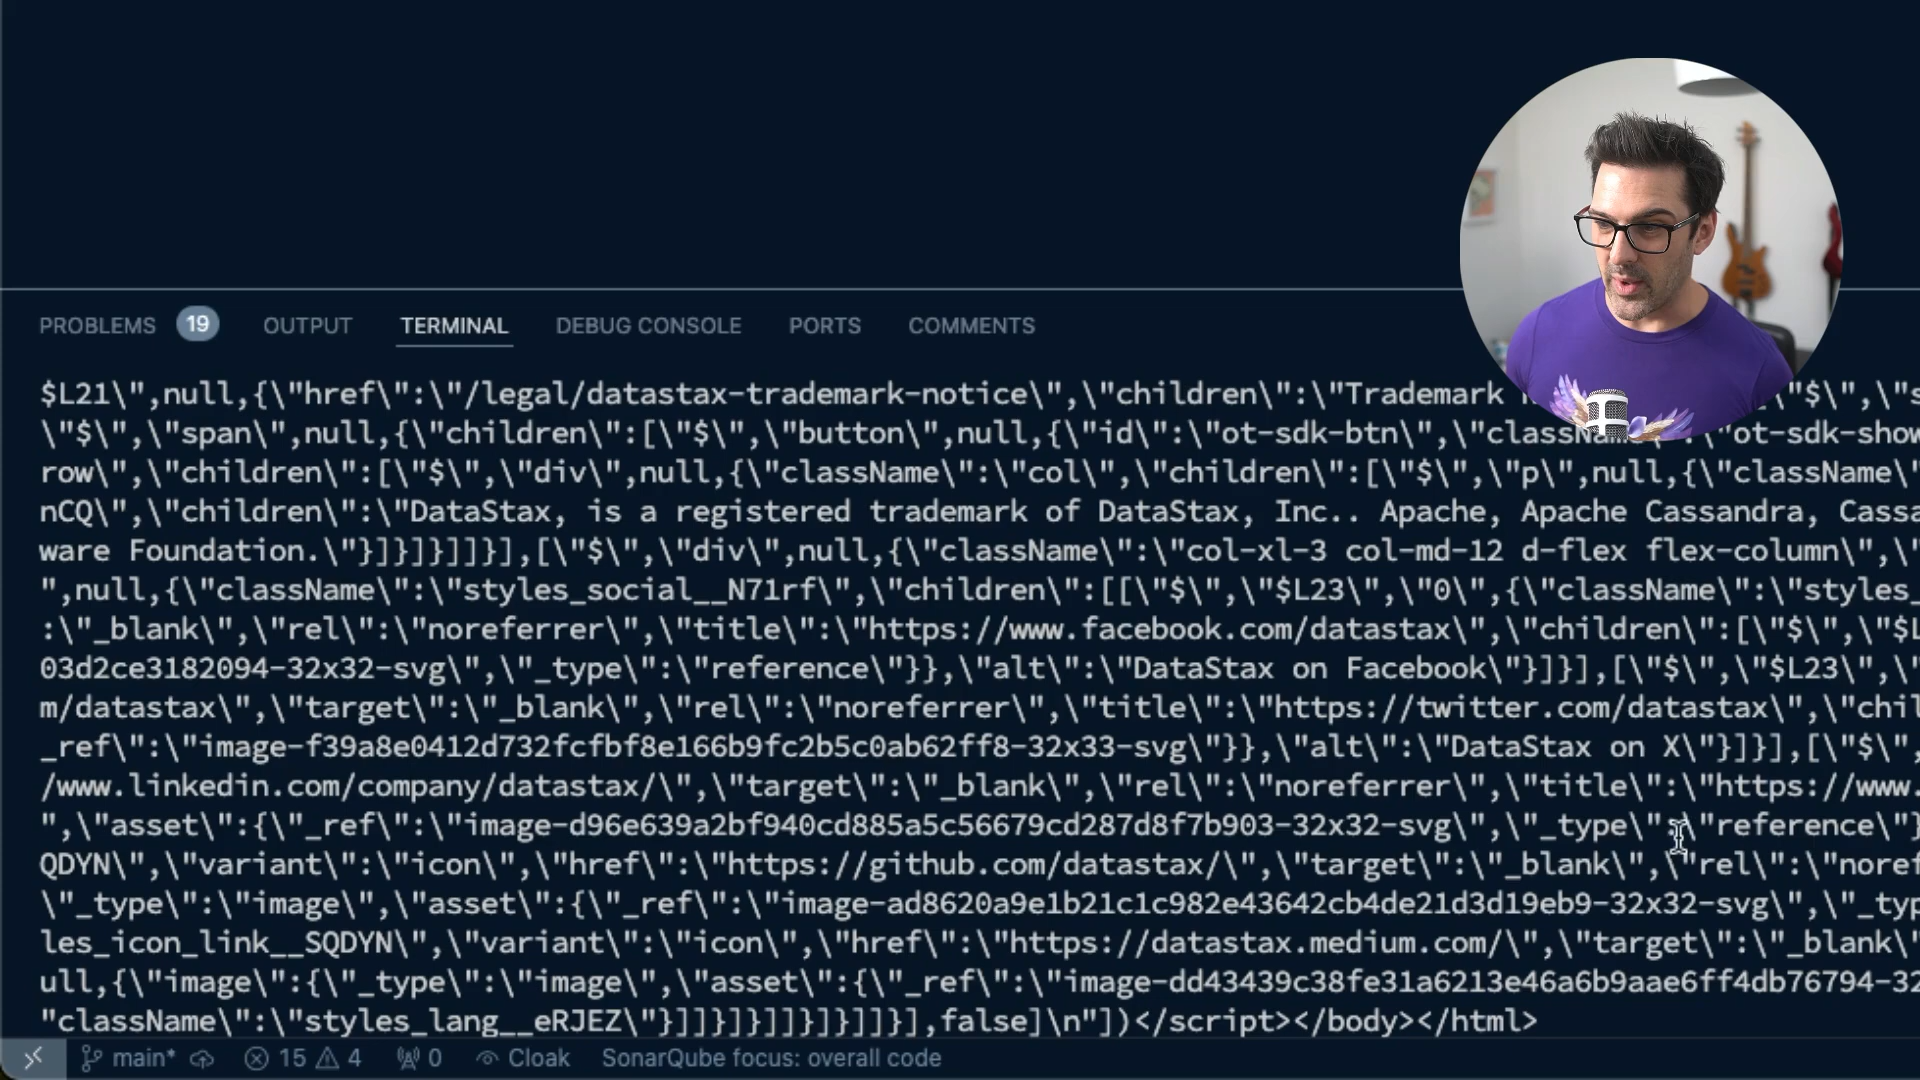 PROBLEMS 19 OUTPUT TERMINAL DEBUG CONSOLE PORTS COMMENTS
$L21\",null,{\"href\":\"/legal/datastax-trademark-notice\",\"children\":\"Trademark \"$\",\"s
\"$\",\"span\",null,{\"children\":[\"$\",\"button\",null,{\"id\":\"ot-sdk-btn\",\"className \"ot-sdk-show
row\",\"children\":[\"$\",\"div\",null,{\"className\":\"col\",\"children\":[\"$\",\"p\",null,{\"className\"
nCQ\",\"children\":\"DataStax, is a registered trademark of DataStax, Inc.. Apache, Apache Cassandra, Cassa
ware Foundation.\"}]}]}]]}],[\"$\",\"div\",null,{\"className\":\"col-xl-3 col-md-12 d-flex flex-column\",\"
",null,{\"className\":\"styles_social__N71rf\",\"children\":[[\"$\",\"$L23\",\"0\",{\"className\":\"styles_
:\"_blank\",\"rel\":\"noreferrer\",\"title\":\"https://www.facebook.com/datastax\",\"children\":[\"$\",\"$L
03d2ce3182094-32x32-svg\",\"_type\":\"reference\"}},\"alt\":\"DataStax on Facebook\"}]}],[\"$\",\"$L23\",\"
m/datastax\",\"target\":\"_blank\",\"rel\":\"noreferrer\",\"title\":\"https://twitter.com/datastax\",\"chil
_ref\":\"image-f39a8e0412d732fcfbf8e166b9fc2b5c0ab62ff8-32x33-svg\"}},\"alt\":\"DataStax on X\"}]}],[\"$\",
/www.linkedin.com/company/datastax/\",\"target\":\"_blank\",\"rel\":\"noreferrer\",\"title\":\"https://www.
",\"asset\":{\"_ref\":\"image-d96e639a2bf940cd885a5c56679cd287d8f7b903-32x32-svg\",\"_type\":\"reference\"}
QDYN\",\"variant\":\"icon\",\"href\":\"https://github.com/datastax/\",\"target\":\"_blank\",\"rel\":\"noref
\"_type\":\"image\",\"asset\":{\"_ref\":\"image-ad8620a9e1b21c1c982e43642cb4de21d3d19eb9-32x32-svg\",\"_typ
les_icon_link__SQDYN\",\"variant\":\"icon\",\"href\":\"https://datastax.medium.com/\",\"target\":\"_blank\"
ull,{\"image\":{\"_type\":\"image\",\"asset\":{\"_ref\":\"image-dd43439c38fe31a6213e46a6b9aae6ff4db76794-32
"className\":\"styles_lang__eRJEZ\"}]]}]}]]}]}]}]]}],false]\n"])</script></body></html>
main* 15 4 0 Cloak SonarQube focus: overall code